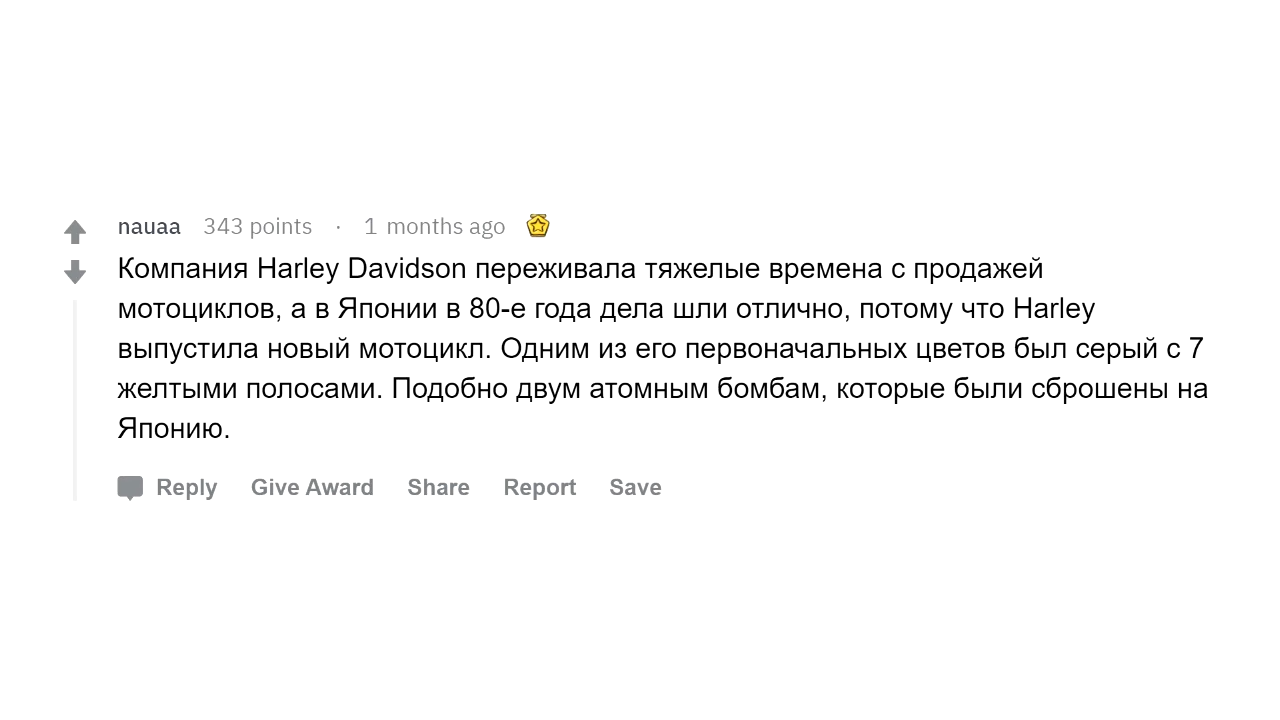 nauaa 343 points · 1 months ago
Компания Harley Davidson переживала тяжелые времена с продажей
мотоциклов, а в Японии в 80-е года дела шли отлично, потому что Harley
выпустила новый мотоцикл. Одним из его первоначальных цветов был серый с 7
желтыми полосами. Подобно двум атомным бомбам, которые были сброшены на
Японию.
Reply Give Award Share Report Save